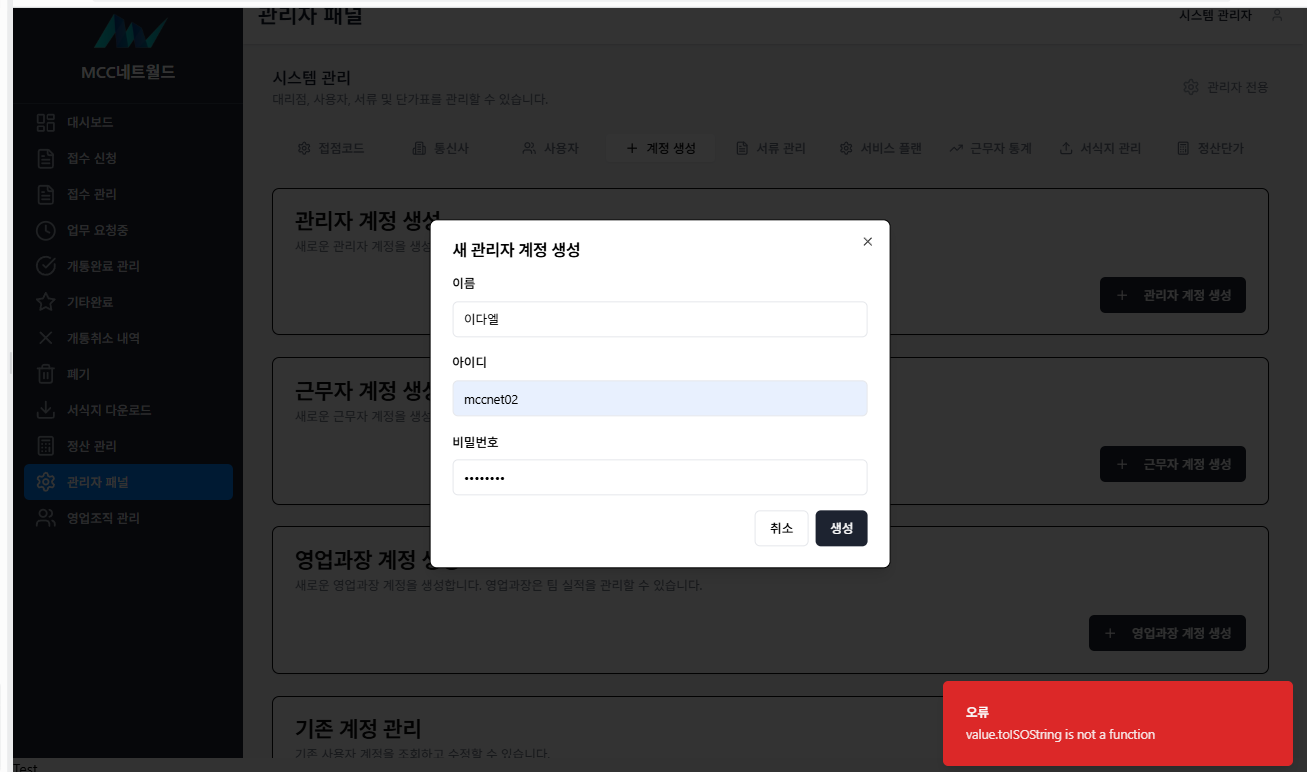 관리자 패널
시스템 관리자
MCC네트월드
대시보드
접수 신청
접수 관리
업무 요청중
개통완료 관리
기타완료
개통취소 내역
폐기
서식지 다운로드
정산 관리
관리자 패널
영업조직 관리
시스템 관리
대리점, 사용자, 서류 및 단가표를 관리할 수 있습니다.
관리자 전용
접점코드 통신사 사용자 + 계정 생성 서류 관리 서비스 플랜 근무자 통계 서식지 관리 정산단가
관리자 계정 생성
새로운 관리자 계정을 생성
+ 관리자 계정 생성
근무자 계정 생성
새로운 근무자 계정을 생성
+ 근무자 계정 생성
영업과장 계정 생성
새로운 영업과장 계정을 생성합니다. 영업과장은 팀 실적을 관리할 수 있습니다.
+ 영업과장 계정 생성
기존 계정 관리
기존 사용자 계정을 조회하고 수정할 수 있습니다.
새 관리자 계정 생성
이름
이다엘
아이디
mccnet02
비밀번호
••••••••
취소 생성
오류
value.toISOString is not a function
Test